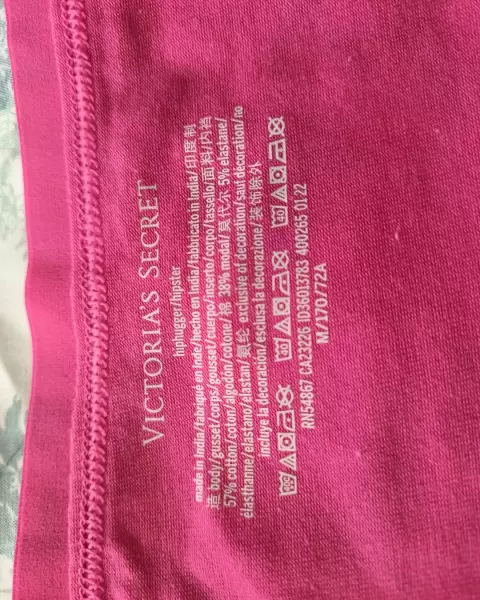 VICTORIA'S SECRET
hiphugger/hipster
made in India/fabriqué en Inde/hecho en India/fabbricato in India/印度制
造 body/gusset/corps/gousset/cuerpo/inserto/corpo/tassello/面料/内裆
57% cotton/coton/algodón/cotone/棉 38% modal/莫代尔 5% elastane/
élasthanne/elastano/elastan/氨纶 exclusive of decoration/sauf décoration/no
incluye la decoración/esclusa la decorazione/装饰除外
RN54867 CA23226 D36013783 400265 0122
M/170/72A